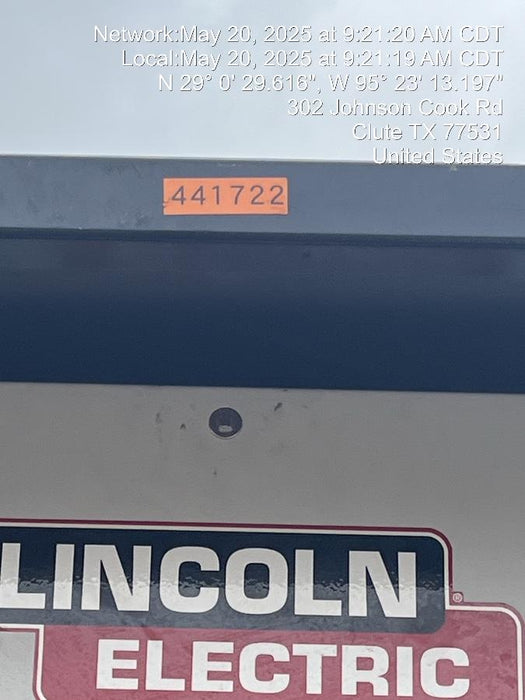 Network:May 20, 2025 at 9:21:20 AM CDT
Local:May 20, 2025 at 9:21:19 AM CDT
N 29° 0' 29.616", W 95° 23' 13.197"
302 Johnson Cook Rd
Clute TX 77531
United States
441722
LINCOLN ®
ELECTRIC